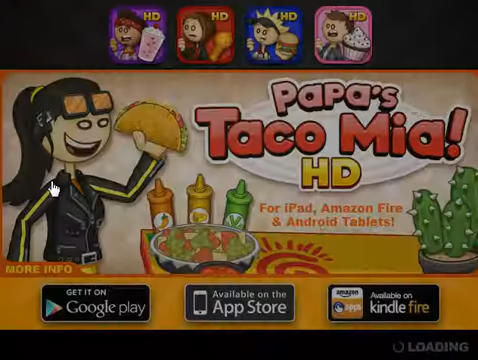 HD HD HD HD
Papa's
Taco Mia!
HD
For iPad, Amazon Fire
& Android Tablets!
MORE INFO
GET IT ON
Google play
Available on the
App Store
amazon
apps
Available on
kindle fire
LOADING